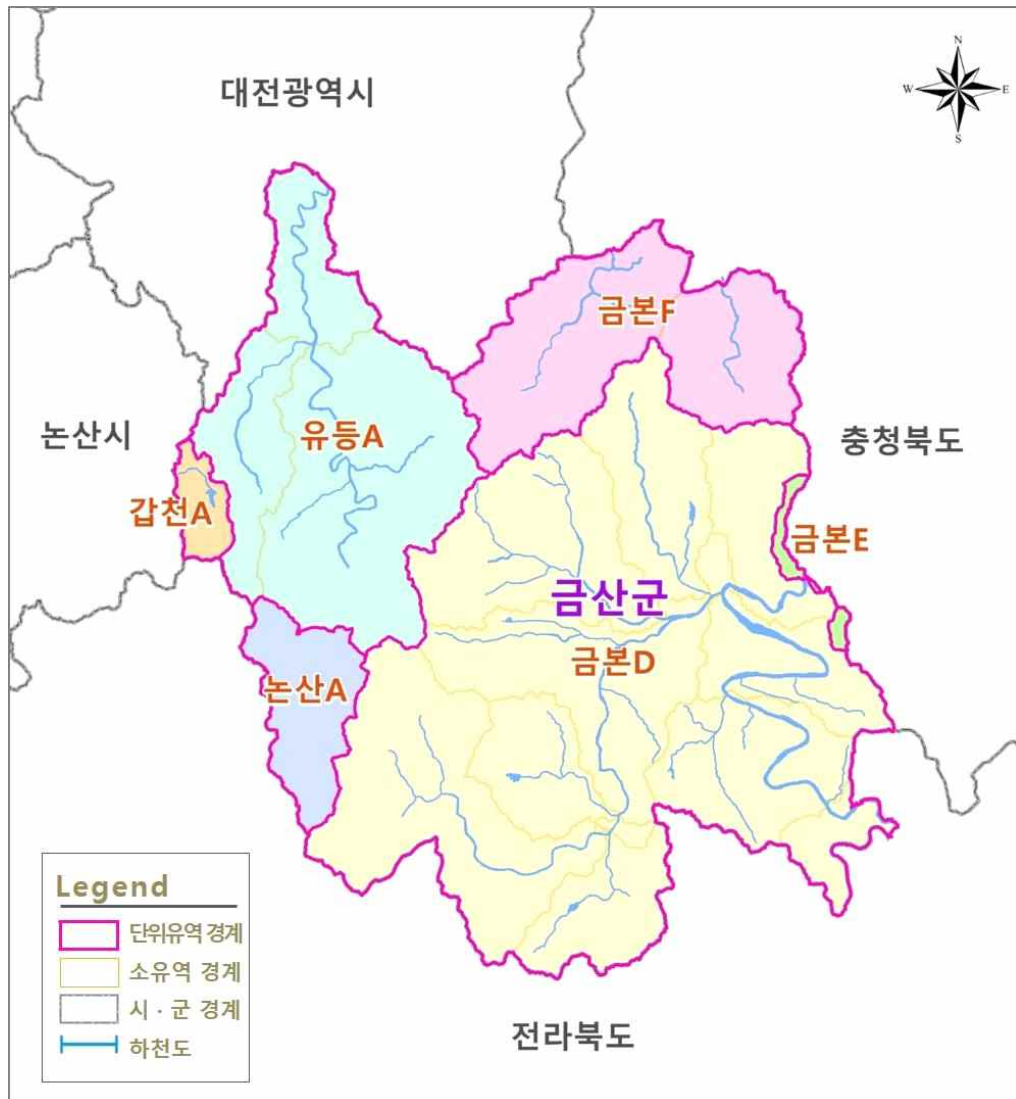 N
W E
S
대전광역시
금본F
논산시
유등A
충청북도
갑천A
금본E
금산군
금본D
논산A
Legend
단위유역 경계
소유역 경계
시 · 군 경계
하천도
전라북도